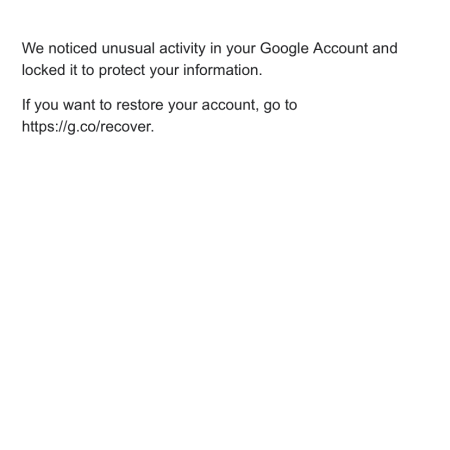 We noticed unusual activity in your Google Account and
locked it to protect your information.
If you want to restore your account, go to
https://g.co/recover.